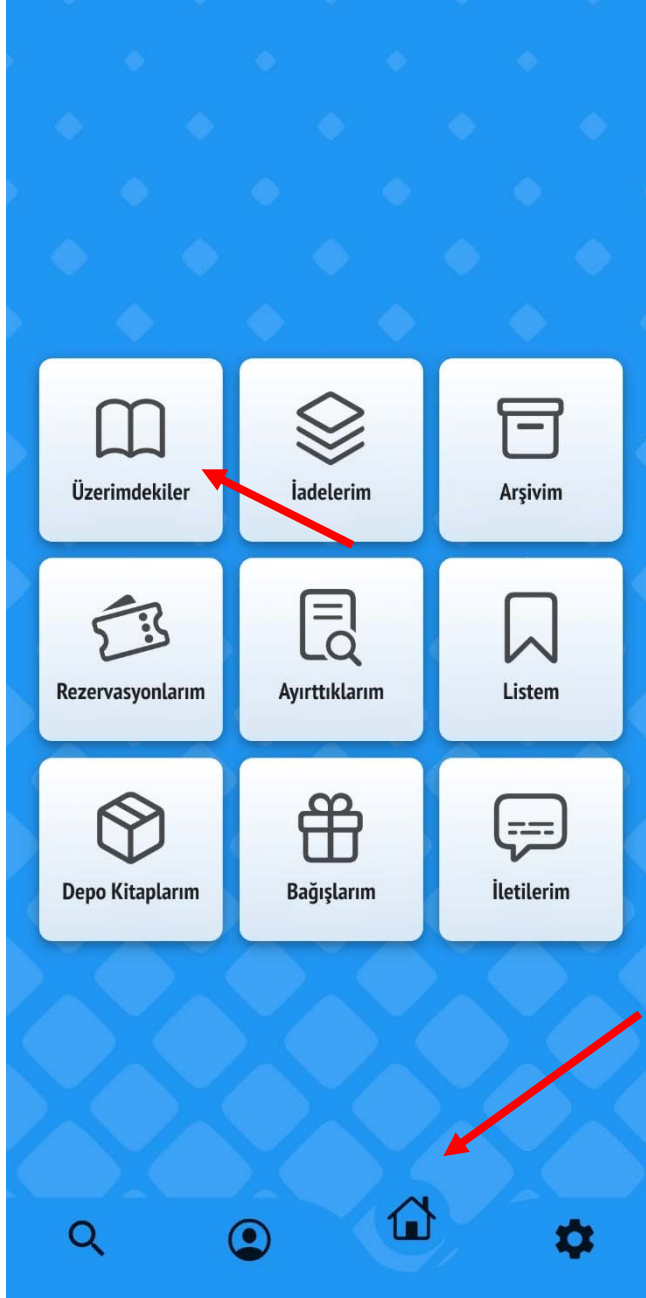 Üzerimdekiler
İadelerim
Arşivim
Rezervasyonlarım
Ayırttıklarım
Listem
Depo Kitaplarım
Bağışlarım
İletilerim